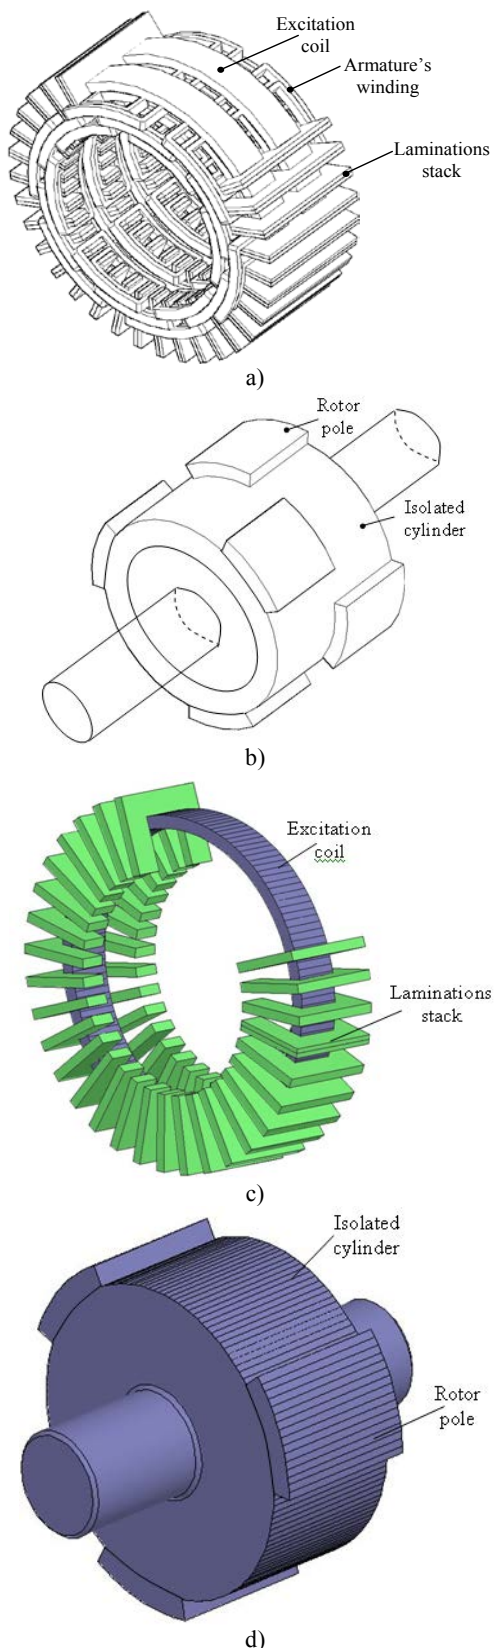 Excitation
coil
Armature's
winding
Laminations
stack
a)
Rotor
pole
Isolated
cylinder
b)
Excitation
coil
Laminations
stack
c)
Isolated
cylinder
Rotor
pole
d)